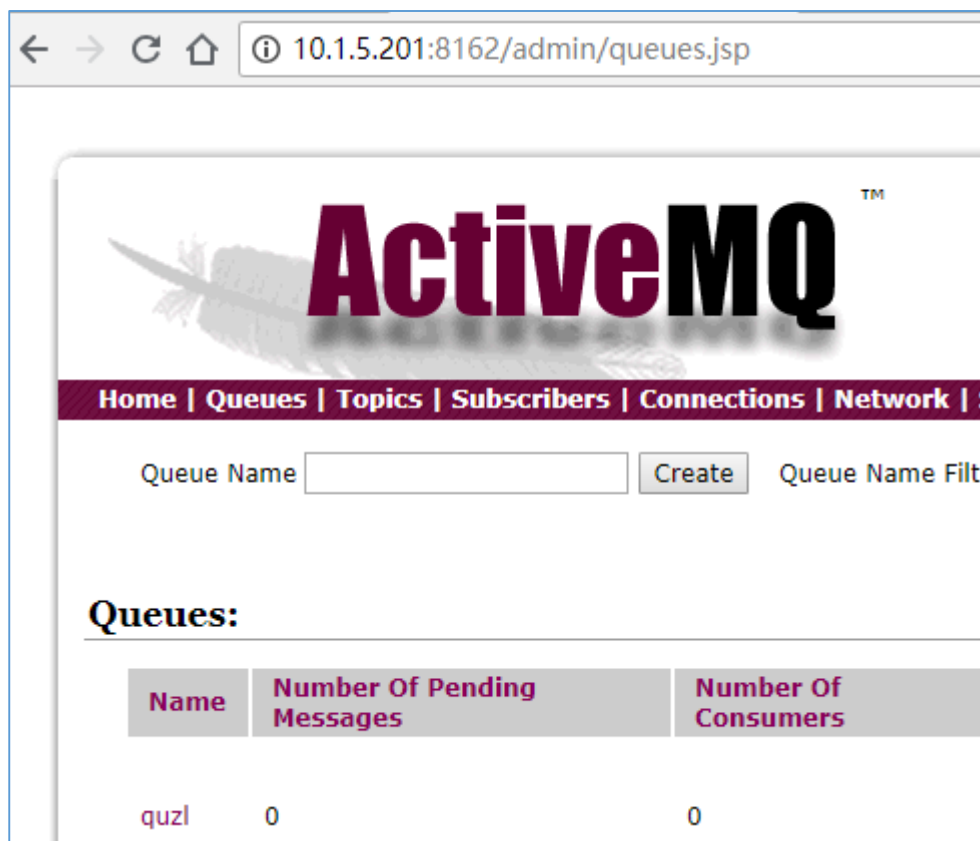 10.1.5.201:8162/admin/queues.jsp
ActiveMQ ™
Home | Queues | Topics | Subscribers | Connections | Network |
Queue Name Create Queue Name Filt
Queues:
Name Number Of Pending Messages Number Of Consumers
quzl 0 0